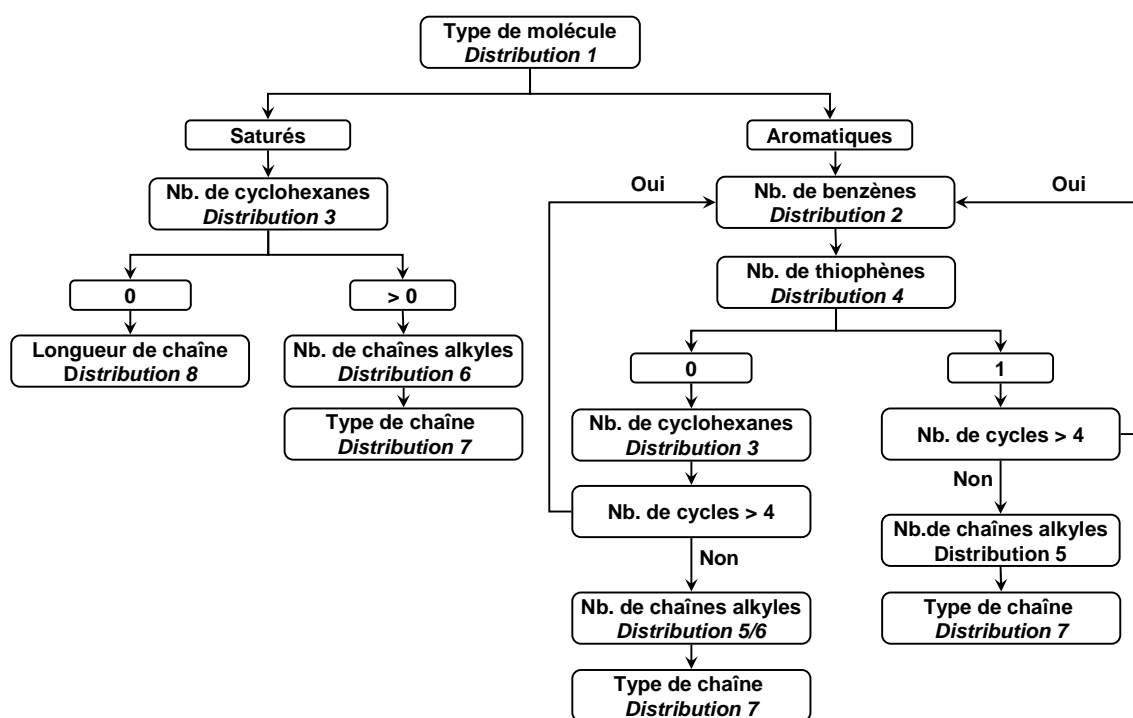 Type de molécule
Distribution 1
Saturés
Aromatiques
Nb. de cyclohexanes
Distribution 3
Oui
Nb. de benzènes
Distribution 2
Oui
Nb. de thiophènes
Distribution 4
0
> 0
Longueur de chaîne
Distribution 8
Nb. de chaînes alkyles
Distribution 6
Type de chaîne
Distribution 7
0
1
Nb. de cyclohexanes
Distribution 3
Nb. de cycles > 4
Nb. de cycles > 4
Non
Non
Nb.de chaînes alkyles
Distribution 5
Nb. de chaînes alkyles
Distribution 5/6
Type de chaîne
Distribution 7
Type de chaîne
Distribution 7